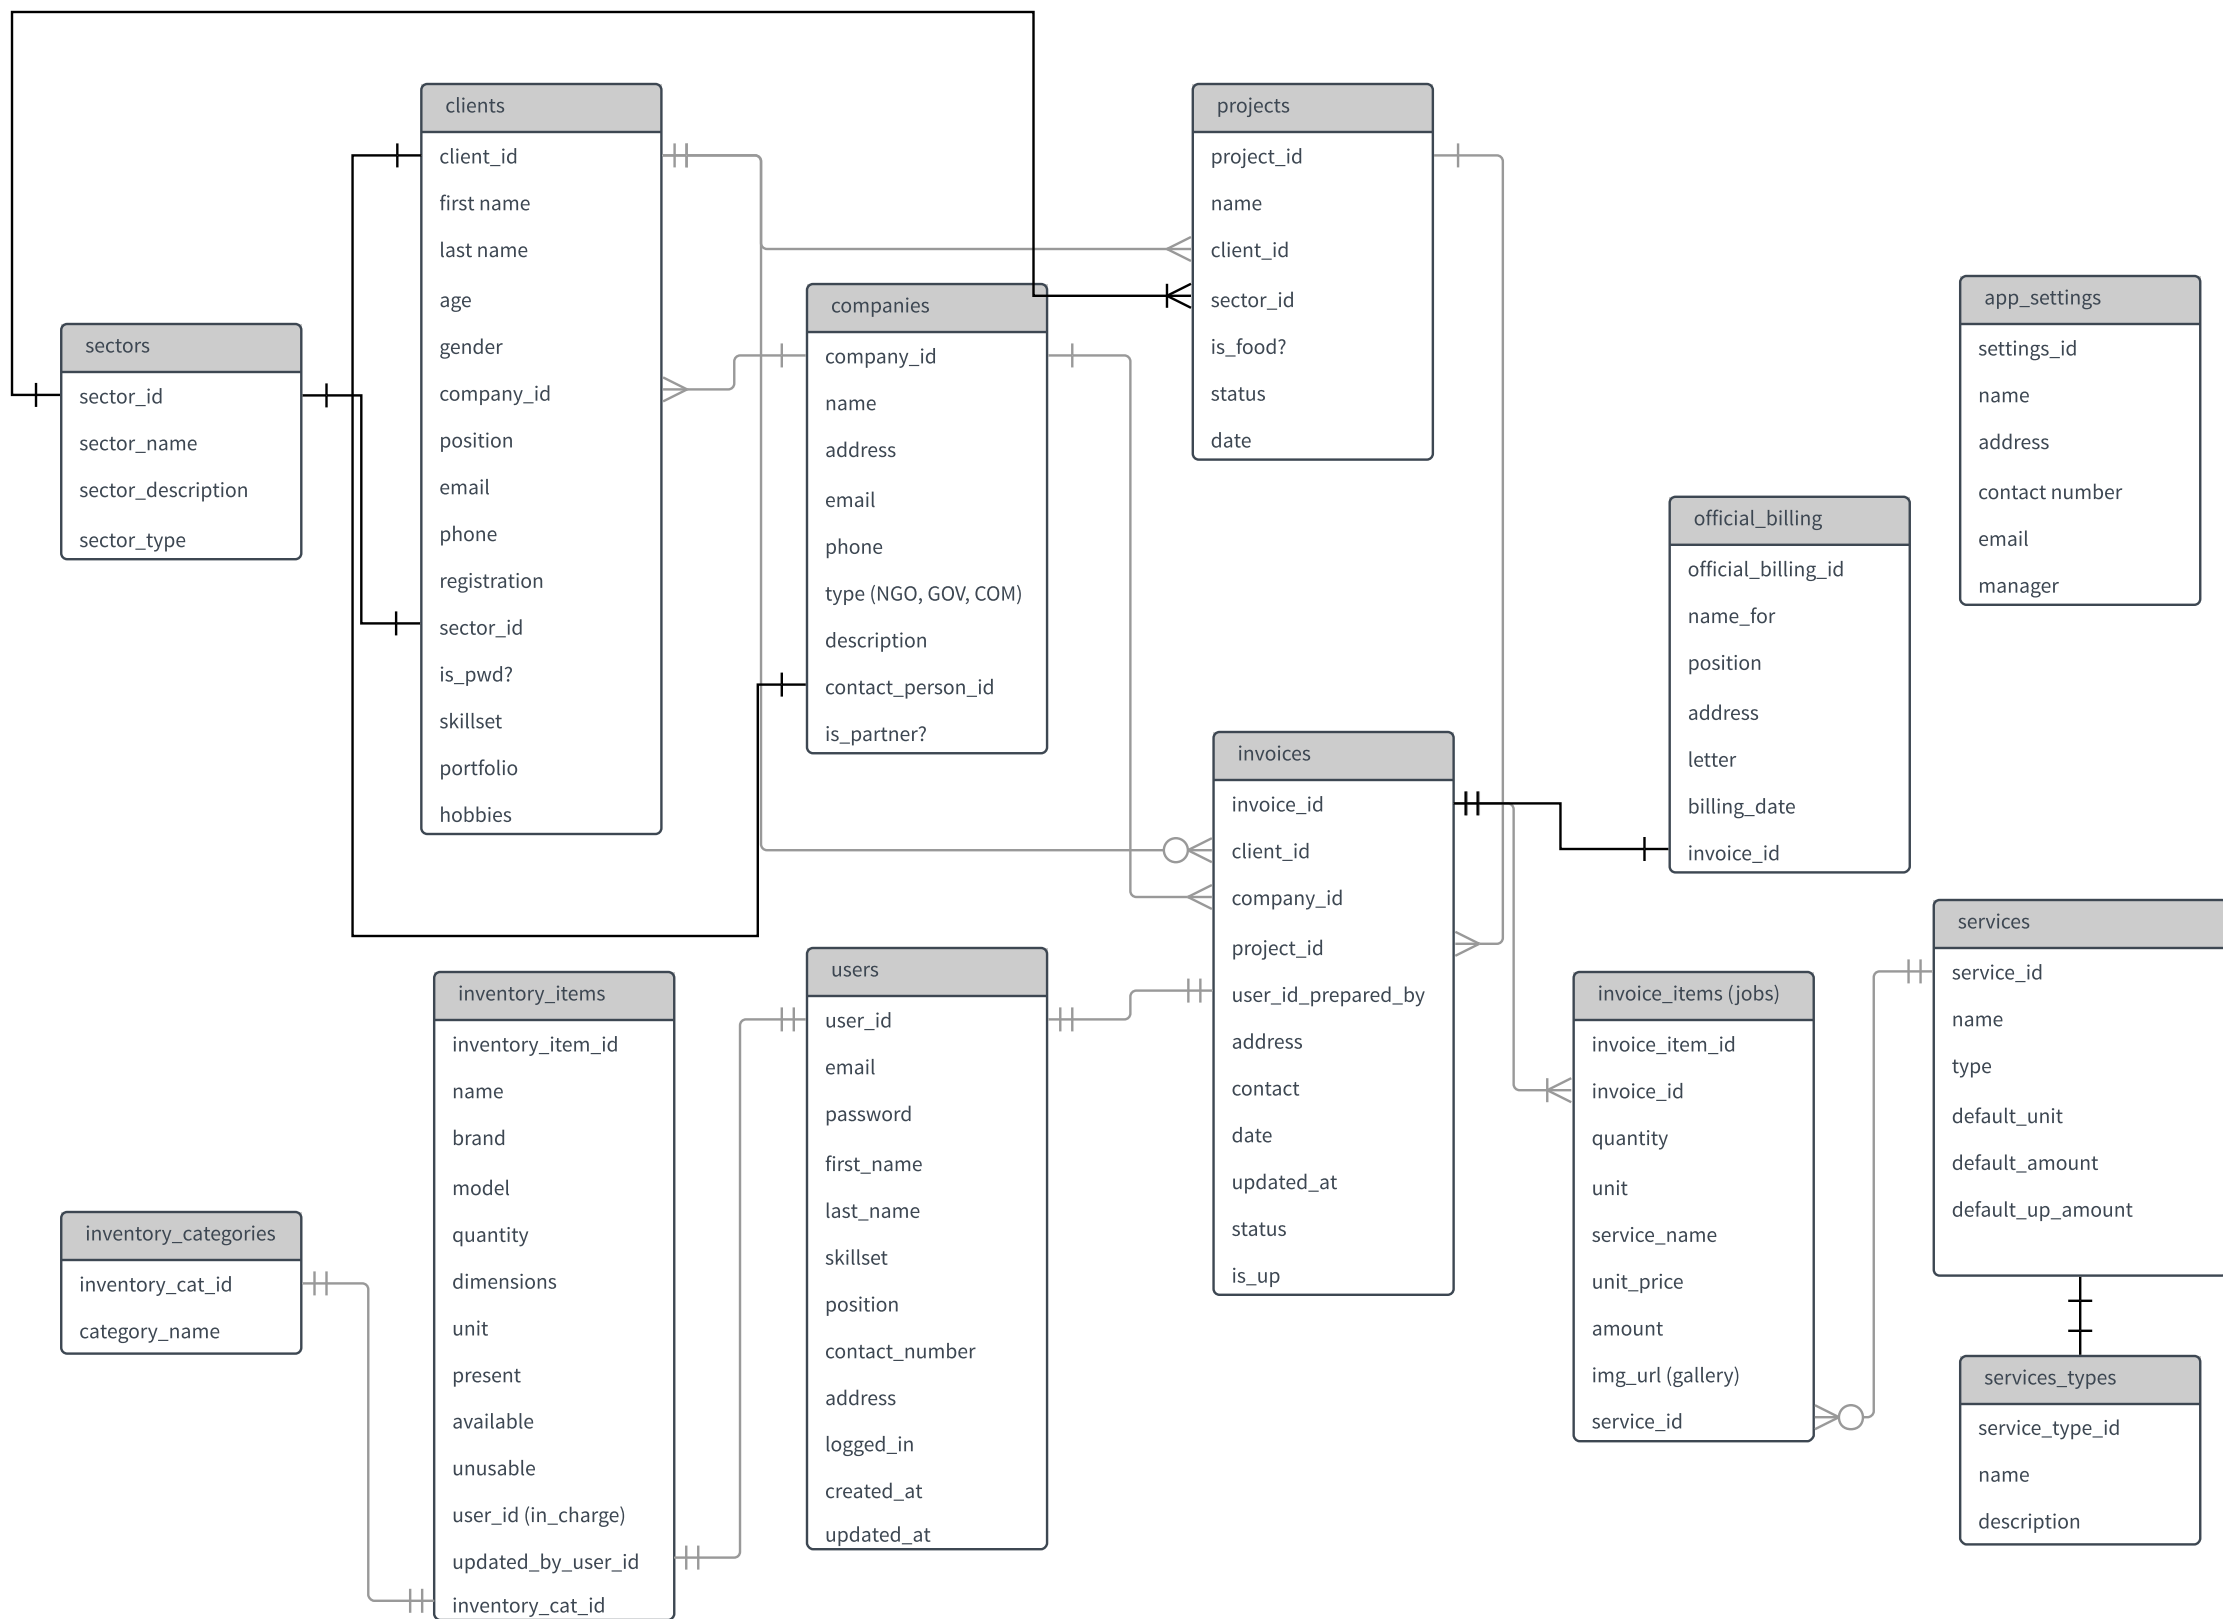 clients
client_id
first name
last name
age
gender
company_id
position
email
phone
registration
sector_id
is_pwd?
skillset
portfolio
hobbies
projects
project_id
name
client_id
sector_id
is_food?
status
date
sectors
sector_id
sector_name
sector_description
sector_type
companies
company_id
name
address
email
phone
type (NGO, GOV, COM)
description
contact_person_id
is_partner?
app_settings
settings_id
name
address
contact number
email
manager
official_billing
official_billing_id
name_for
position
address
letter
billing_date
invoice_id
invoices
invoice_id
client_id
company_id
project_id
user_id_prepared_by
address
contact
date
updated_at
status
is_up
services
service_id
name
type
default_unit
default_amount
default_up_amount
inventory_items
inventory_item_id
name
brand
model
quantity
dimensions
unit
present
available
unusable
user_id (in_charge)
updated_by_user_id
inventory_cat_id
users
user_id
email
password
first_name
last_name
skillset
position
contact_number
address
logged_in
created_at
updated_at
invoice_items (jobs)
invoice_item_id
invoice_id
quantity
unit
service_name
unit_price
amount
img_url (gallery)
service_id
inventory_categories
inventory_cat_id
category_name
services_types
service_type_id
name
description